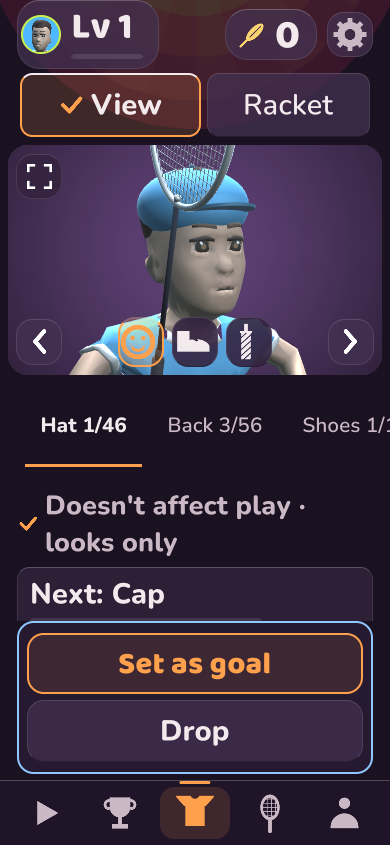 Lv 1
0
View
Racket
Hat 1/46
Back 3/56
Shoes 1/1
Doesn't affect play ·
looks only
Next: Cap
Set as goal
Drop